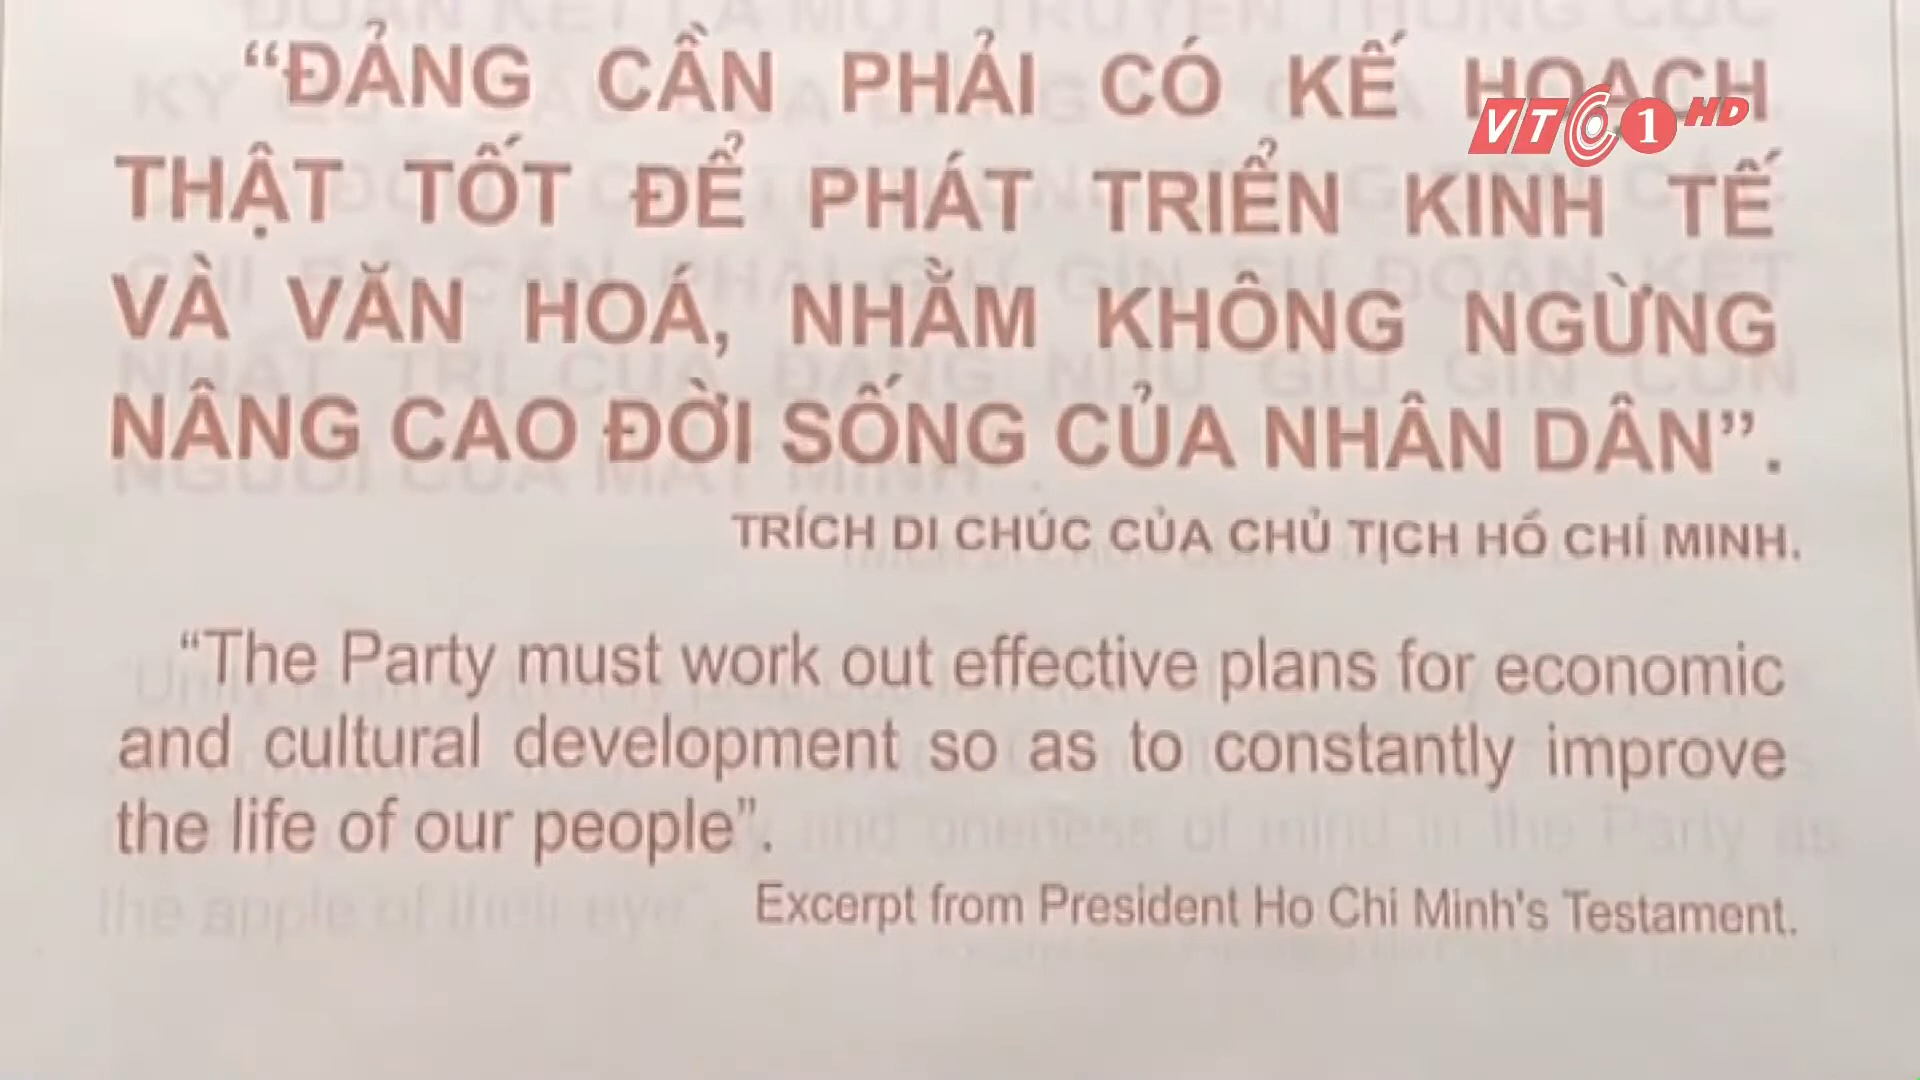 “ĐẢNG CẦN PHẢI CÓ KẾ HOẠCH
THẬT TỐT ĐỂ PHÁT TRIỂN KINH TẾ
VÀ VĂN HOÁ, NHẰM KHÔNG NGỪNG
NÂNG CAO ĐỜI SỐNG CỦA NHÂN DÂN”.
TRÍCH DI CHÚC CỦA CHỦ TỊCH HỒ CHÍ MINH.
“The Party must work out effective plans for economic
and cultural development so as to constantly improve
the life of our people”.
Excerpt from President Ho Chi Minh's Testament.
VTC1 HD